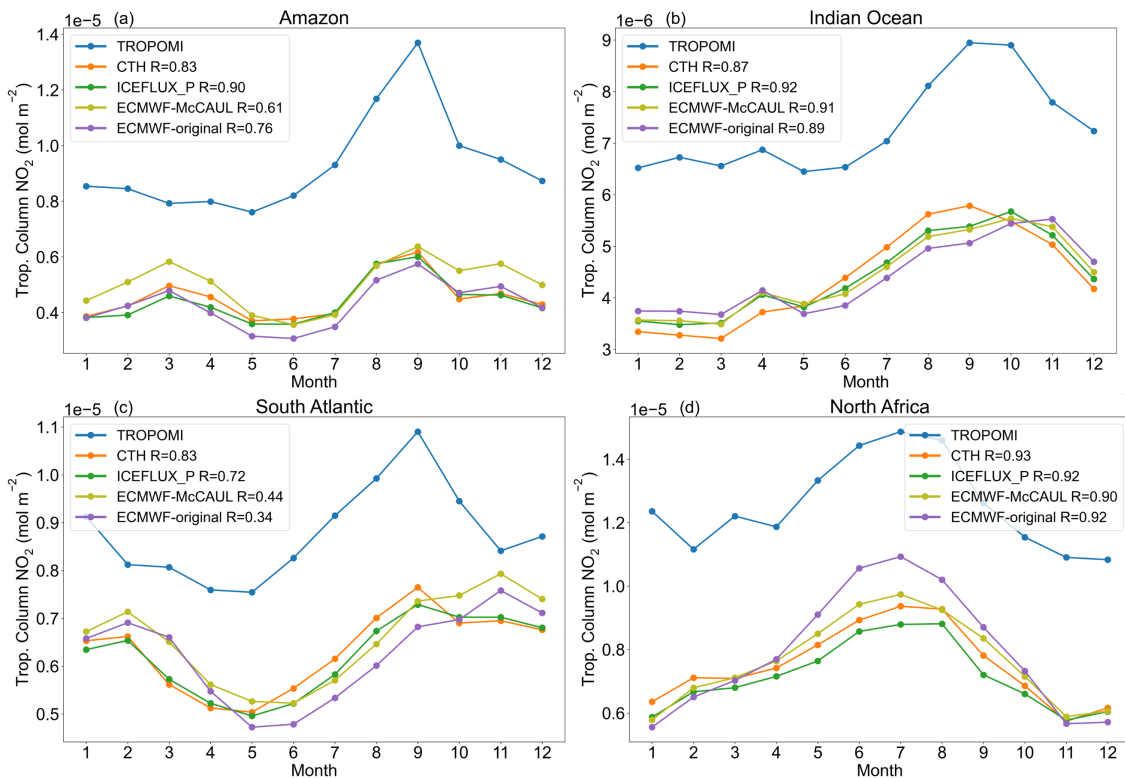 1e−5 (a) Amazon
TROPOMI
CTH R=0.83
ICEFLUX_P R=0.90
ECMWF-McCAUL R=0.61
ECMWF-original R=0.76
1.4
1.2
1.0
0.8
0.6
0.4
Trop. Column NO₂ (mol m⁻²)
1 2 3 4 5 6 7 8 9 10 11 12
Month
1e−6 (b) Indian Ocean
TROPOMI
CTH R=0.87
ICEFLUX_P R=0.92
ECMWF-McCAUL R=0.91
ECMWF-original R=0.89
9
8
7
6
5
4
3
Trop. Column NO₂ (mol m⁻²)
1 2 3 4 5 6 7 8 9 10 11 12
Month
1e−5 (c) South Atlantic
TROPOMI
CTH R=0.83
ICEFLUX_P R=0.72
ECMWF-McCAUL R=0.44
ECMWF-original R=0.34
1.1
1.0
0.9
0.8
0.7
0.6
0.5
Trop. Column NO₂ (mol m⁻²)
1 2 3 4 5 6 7 8 9 10 11 12
Month
1e−5 (d) North Africa
TROPOMI
CTH R=0.93
ICEFLUX_P R=0.92
ECMWF-McCAUL R=0.90
ECMWF-original R=0.92
1.4
1.2
1.0
0.8
0.6
Trop. Column NO₂ (mol m⁻²)
1 2 3 4 5 6 7 8 9 10 11 12
Month